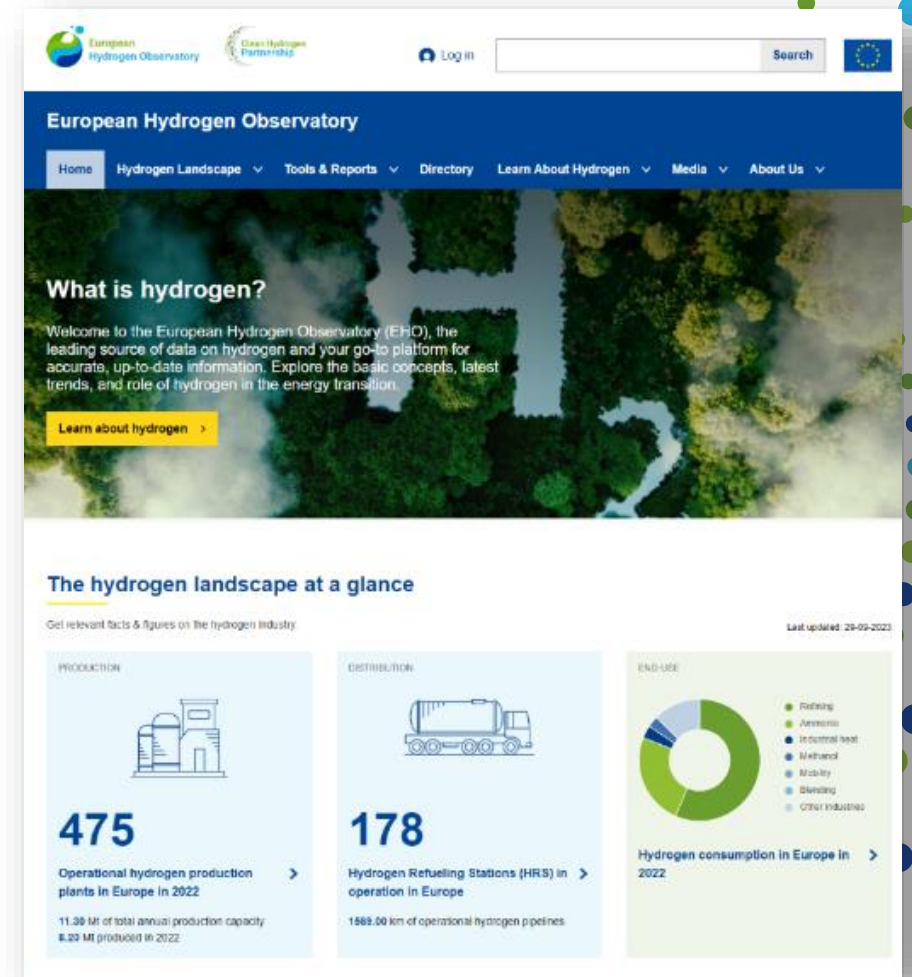 European
Hydrogen Observatory
Clean Hydrogen
Partnership
Log in
Search
European Hydrogen Observatory
Home
Hydrogen Landscape
Tools & Reports
Directory
Learn About Hydrogen
Media
About Us
H2
What is hydrogen?
Welcome to the European Hydrogen Observatory (EHO), the
leading source of data on hydrogen and your go-to platform for
accurate, up-to-date information. Explore the basic concepts, latest
trends, and role of hydrogen in the energy transition.
Learn about hydrogen
The hydrogen landscape at a glance
Get relevant facts & figures on the hydrogen industry
Last updated: 29-09-2023
PRODUCTION
475
Operational hydrogen production
plants in Europe in 2022
11.30 Mt of total annual production capacity
8.20 Mt produced in 2022
DISTRIBUTION
178
Hydrogen Refueling Stations (HRS) in
operation in Europe
1569.00 km of operational hydrogen pipelines
END-USE
Refining
Ammonia
Industrial heat
Methanol
Mobility
Blending
Other industries
Hydrogen consumption in Europe in
2022